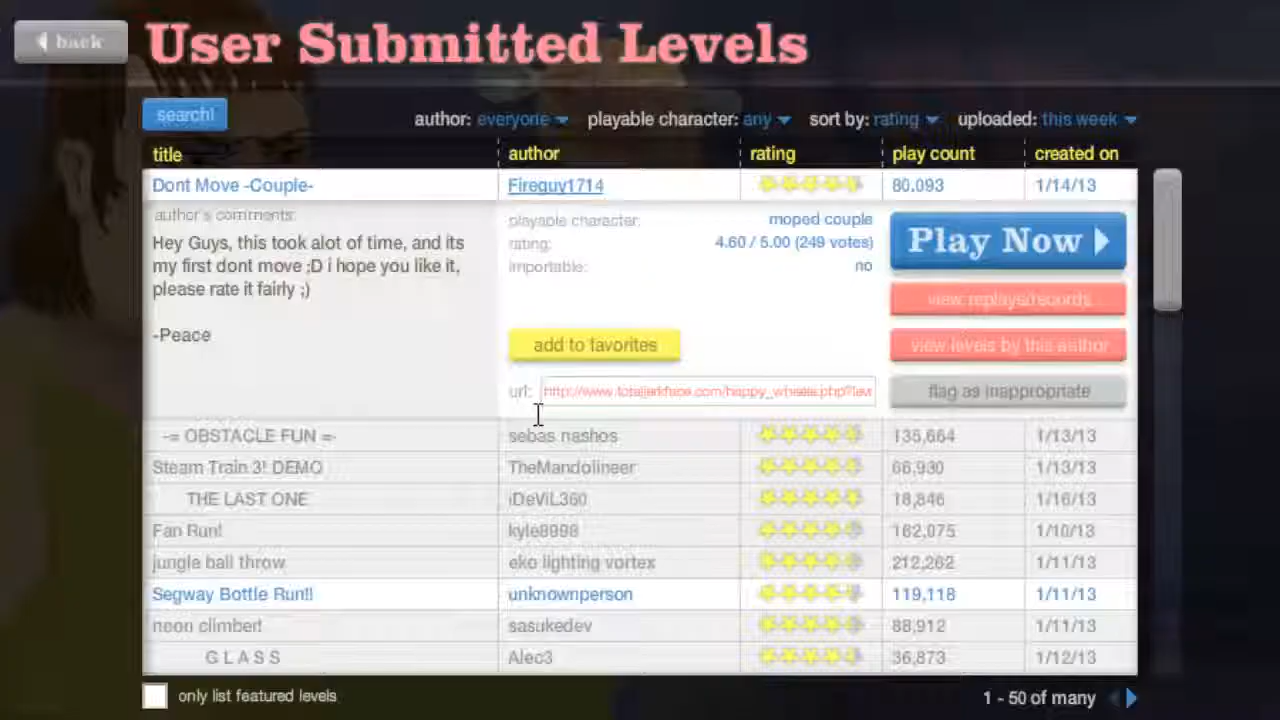 back
User Submitted Levels
search!
author: everyone playable character: any sort by: rating uploaded: this week
title author rating play count created on
Dont Move -Couple- Fireguy1714 80,093 1/14/13
author's comments:
Hey Guys, this took alot of time, and its
my first dont move ;D i hope you like it,
please rate it fairly ;)
-Peace
playable character: moped couple
rating: 4.60 / 5.00 (249 votes)
importable: no
add to favorites
url: http://www.totaljerkface.com/happy_wheels.php?lev
Play Now
view replays/records
view levels by this author
flag as inappropriate
-= OBSTACLE FUN =- sebas nashos 135,664 1/13/13
Steam Train 3! DEMO TheMandolineer 66,930 1/13/13
THE LAST ONE iDeViL360 18,846 1/16/13
Fan Run! kyle8998 162,075 1/10/13
jungle ball throw eko lighting vortex 212,262 1/11/13
Segway Bottle Run!! unknownperson 119,118 1/11/13
neon climber! sasukedev 88,912 1/11/13
G L A S S Alec3 36,873 1/12/13
only list featured levels
1 - 50 of many